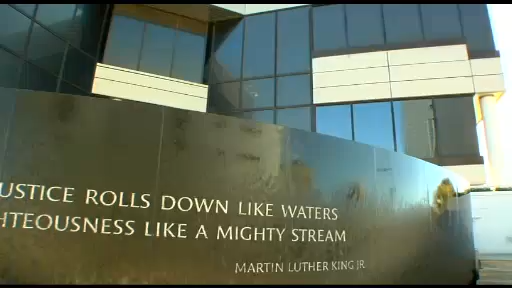 USTICE ROLLS DOWN LIKE WATERS
HTEOUSNESS LIKE A MIGHTY STREAM
MARTIN LUTHER KING JR